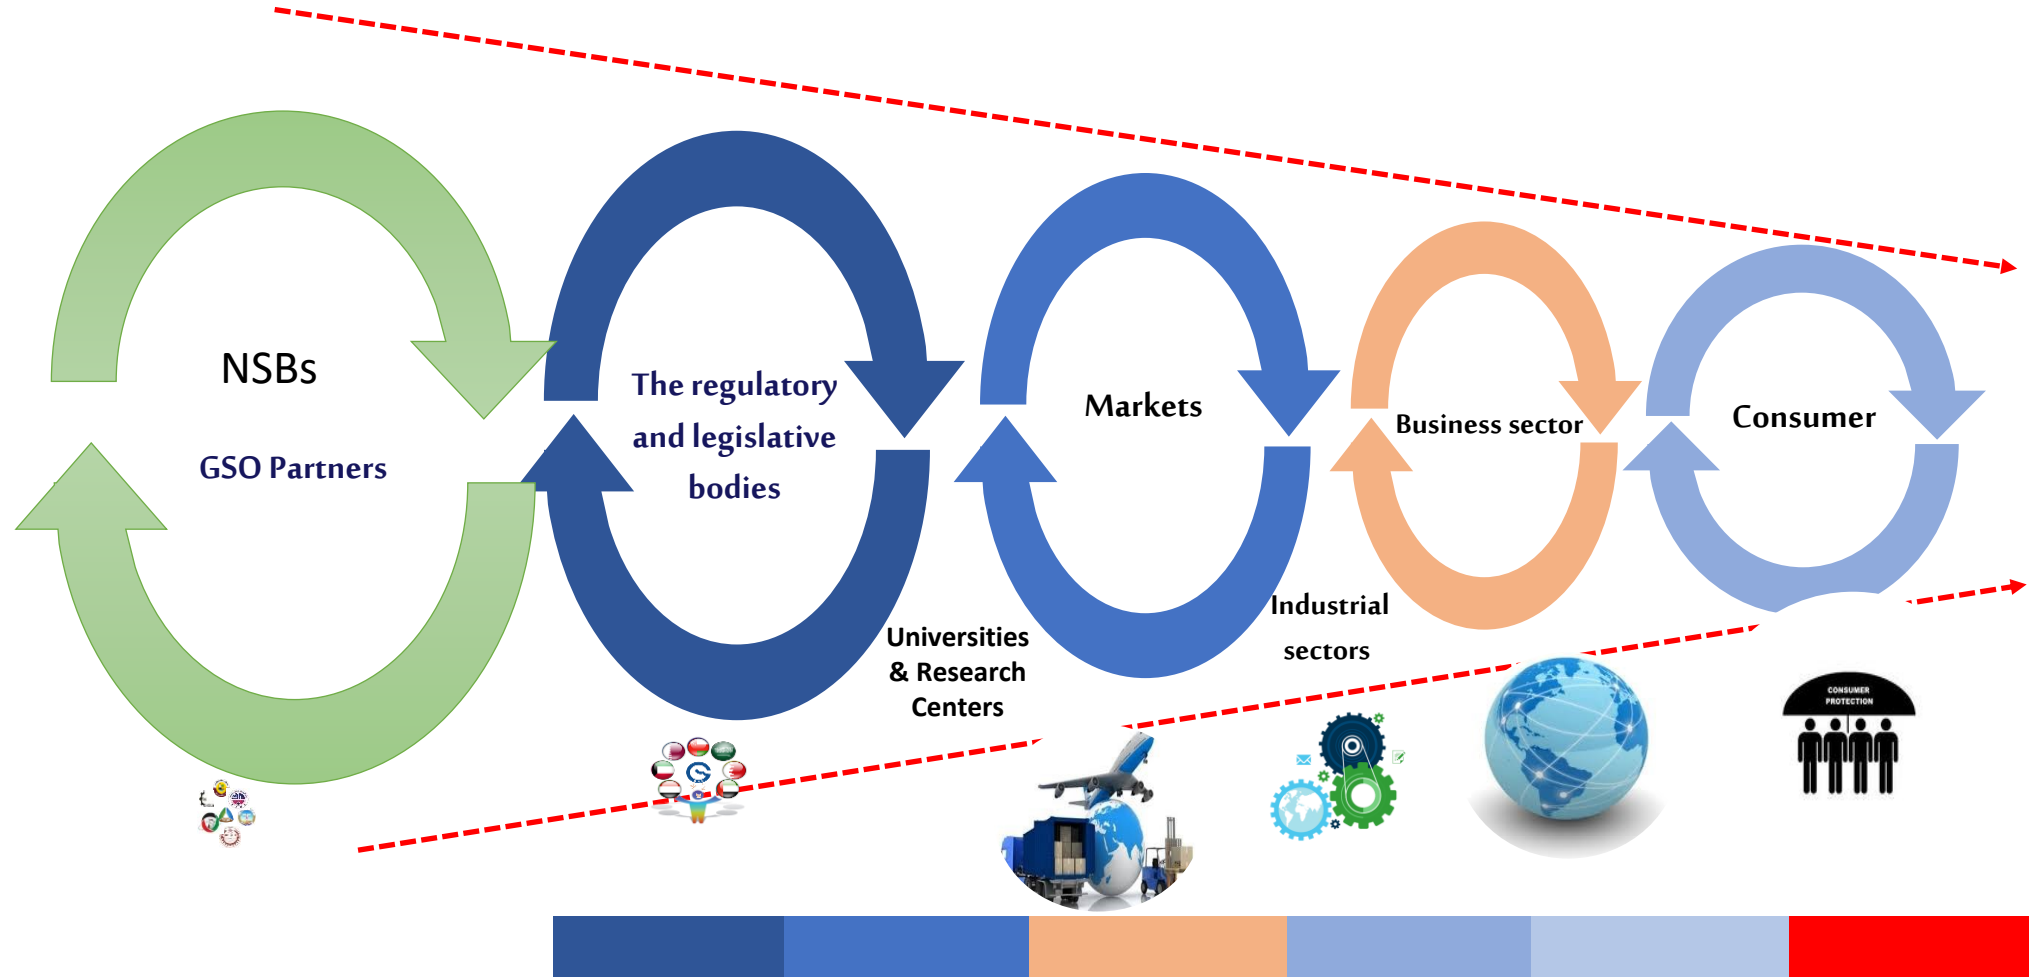 NSBs
GSO Partners
The regulatory
and legislative
bodies
Markets
Business sector
Consumer
Universities
& Research
Centers
Industrial
sectors
CONSUMER
PROTECTION